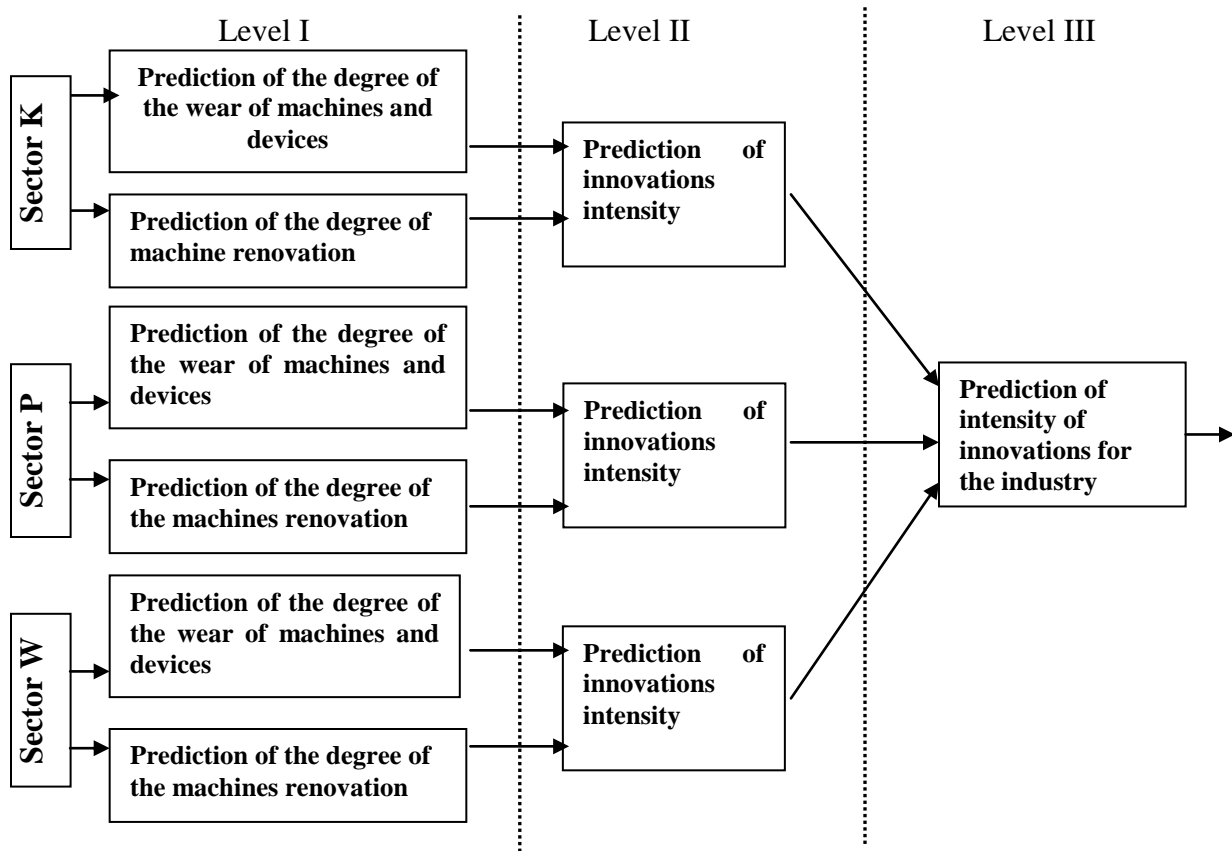 Level I
Level II
Level III
Sector K
Prediction of the degree of
the wear of machines and
devices
Prediction of the degree of
machine renovation
Prediction of
innovations
intensity
Sector P
Prediction of the degree of
the wear of machines and
devices
Prediction of the degree of
the machines renovation
Prediction of
innovations
intensity
Sector W
Prediction of the degree of
the wear of machines and
devices
Prediction of the degree of
the machines renovation
Prediction of
innovations
intensity
Prediction of
intensity of
innovations for
the industry